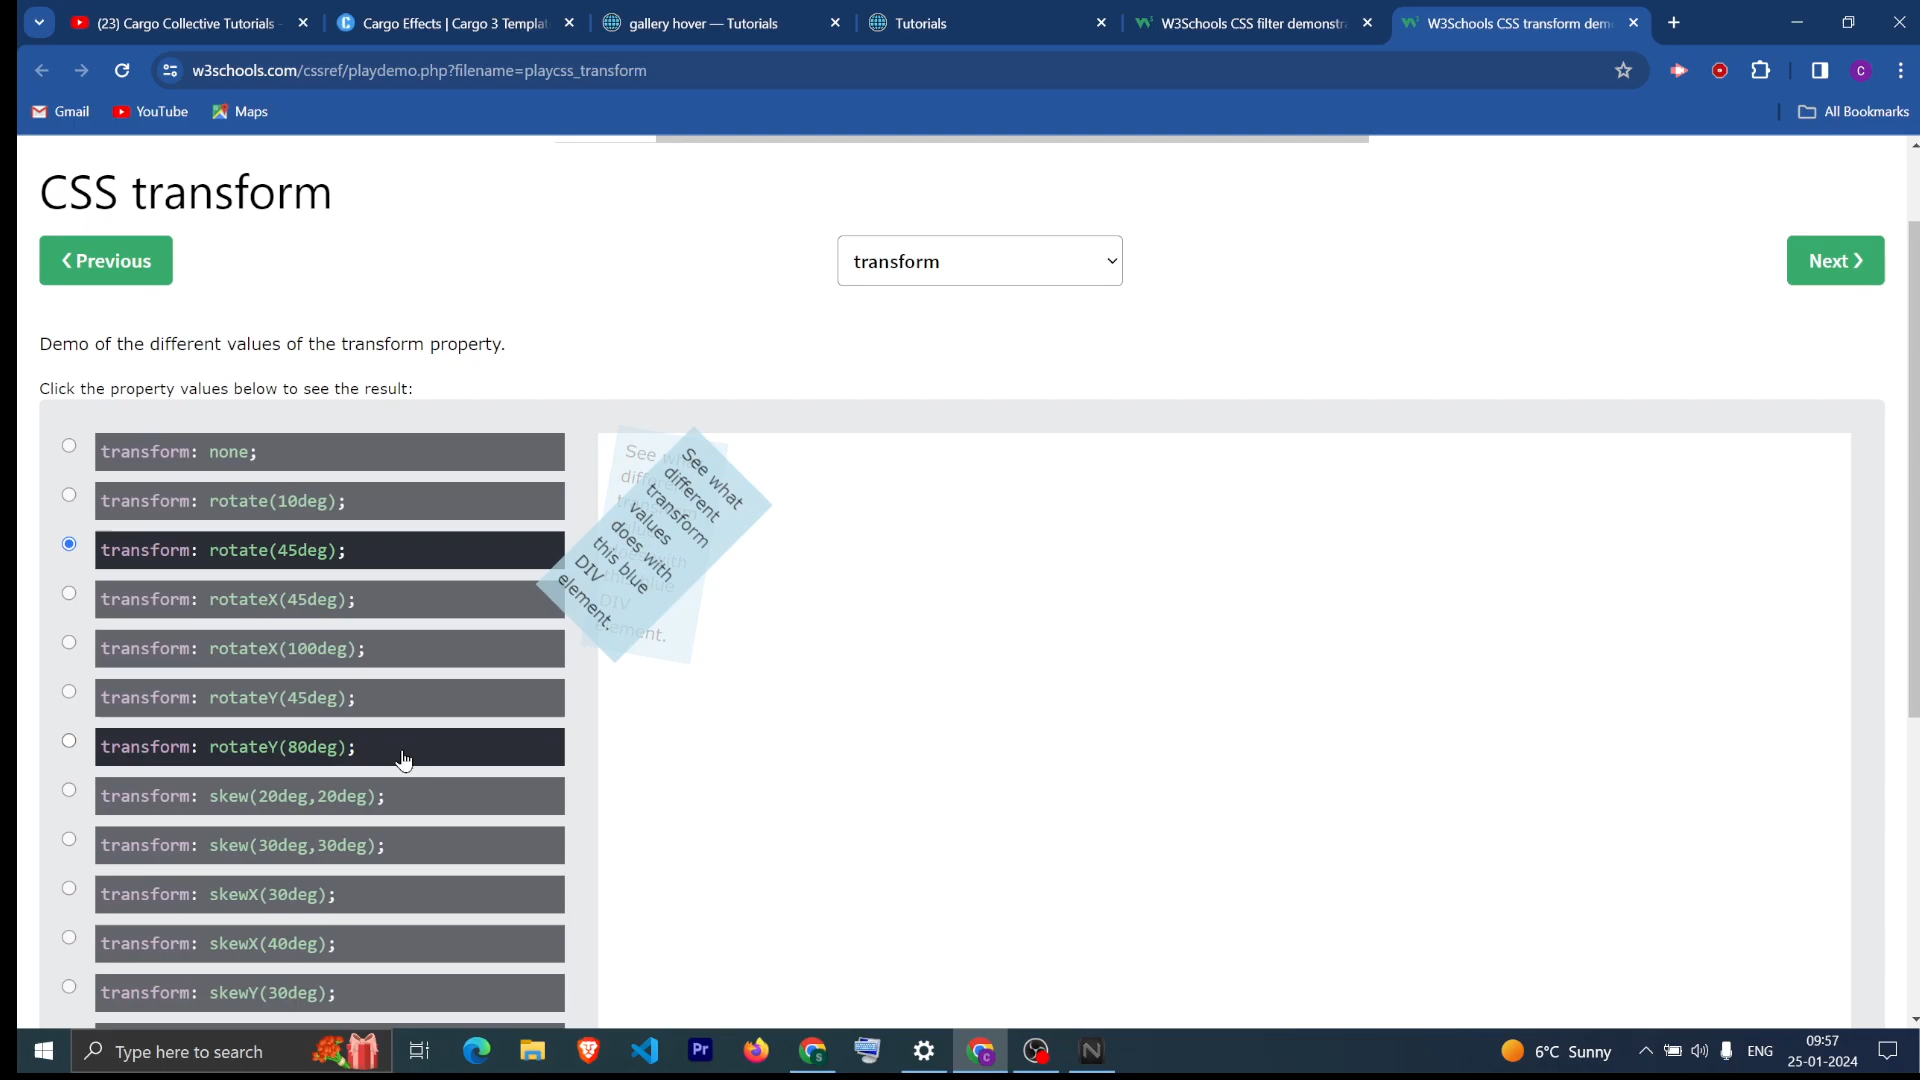 (23) Cargo Collective Tutorials -
Cargo Effects | Cargo 3 Templat
gallery hover — Tutorials
Tutorials
W3Schools CSS filter demonstra
W3Schools CSS transform dem
w3schools.com/cssref/playdemo.php?filename=playcss_transform
C
Gmail
YouTube
Maps
All Bookmarks
CSS transform
❮ Previous
transform
Next ❯
Demo of the different values of the transform property.
Click the property values below to see the result:
transform: none;
transform: rotate(10deg);
transform: rotate(45deg);
transform: rotateX(45deg);
transform: rotateX(100deg);
transform: rotateY(45deg);
transform: rotateY(80deg);
transform: skew(20deg,20deg);
transform: skew(30deg,30deg);
transform: skewX(30deg);
transform: skewX(40deg);
transform: skewY(30deg);
See what
different
transform
values
does with
this blue
DIV
element.
Type here to search
Pr
6°C Sunny
ENG
09:57
25-01-2024